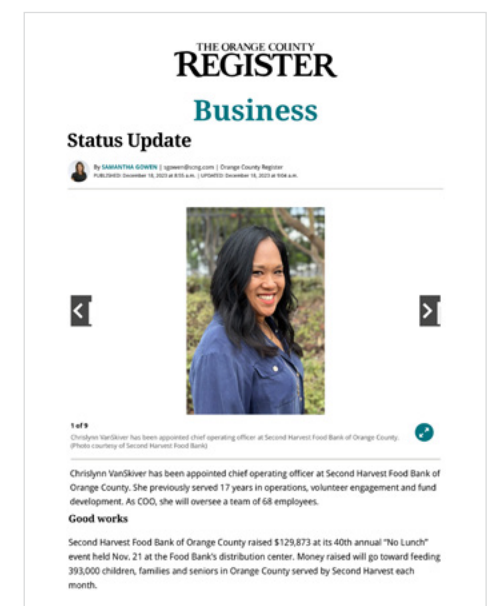 THE ORANGE COUNTY
REGISTER
Business
Status Update
By SAMANTHA GOWEN | sgowen@scng.com | Orange County Register
PUBLISHED: December 18, 2023 at 8:55 a.m. | UPDATED: December 18, 2023 at 9:04 a.m.
1 of 9
Chrislynn VanSkiver has been appointed chief operating officer at Second Harvest Food Bank of Orange County.
(Photo courtesy of Second Harvest Food Bank)
Chrislynn VanSkiver has been appointed chief operating officer at Second Harvest Food Bank of
Orange County. She previously served 17 years in operations, volunteer engagement and fund
development. As COO, she will oversee a team of 68 employees.
Good works
Second Harvest Food Bank of Orange County raised $129,873 at its 40th annual “No Lunch”
event held Nov. 21 at the Food Bank’s distribution center. Money raised will go toward feeding
393,000 children, families and seniors in Orange County served by Second Harvest each
month.